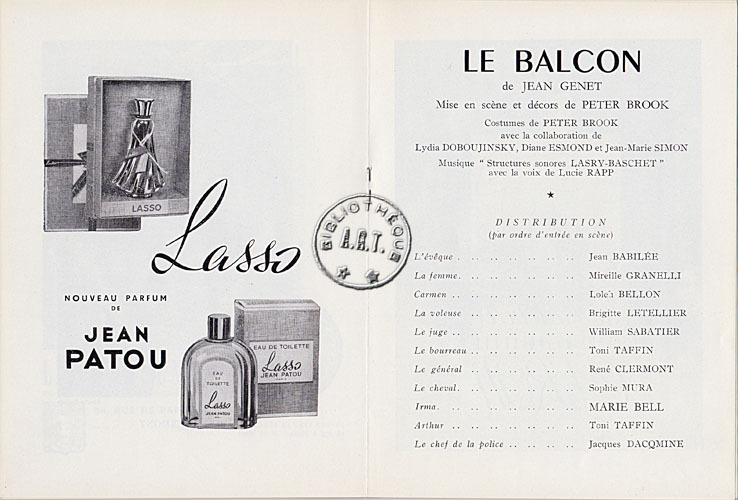 LASSO
Lasso
NOUVEAU PARFUM
DE
JEAN
PATOU
EAU
DE
TOILETTE
Lasso
JEAN PATOU
EAU DE TOILETTE
Lasso
JEAN PATOU
PARIS
BIBLIOTHÈQUE
A.R.T.
LE BALCON
de JEAN GENET
Mise en scène et décors de PETER BROOK
Costumes de PETER BROOK
avec la collaboration de
Lydia DOBOUJINSKY, Diane ESMOND et Jean-Marie SIMON
Musique “ Structures sonores LASRY-BASCHET ”
avec la voix de Lucie RAPP
★
DISTRIBUTION
(par ordre d'entrée en scène)
L'évêque .. .. .. .. .. .. Jean BABILÉE
La femme. .. .. .. .. .. .. Mireille GRANELLI
Carmen .. .. .. .. .. .. .. Loleh BELLON
La voleuse .. .. .. .. .. .. Brigitte LETELLIER
Le juge .. .. .. .. .. .. .. William SABATIER
Le bourreau .. .. .. .. .. .. Toni TAFFIN
Le général .. .. .. .. .. .. René CLERMONT
Le cheval. .. .. .. .. .. .. Sophie MURA
Irma. .. .. .. .. .. .. .. MARIE BELL
Arthur .. .. .. .. .. .. .. Toni TAFFIN
Le chef de la police .. .. .. .. Jacques DACQMINE